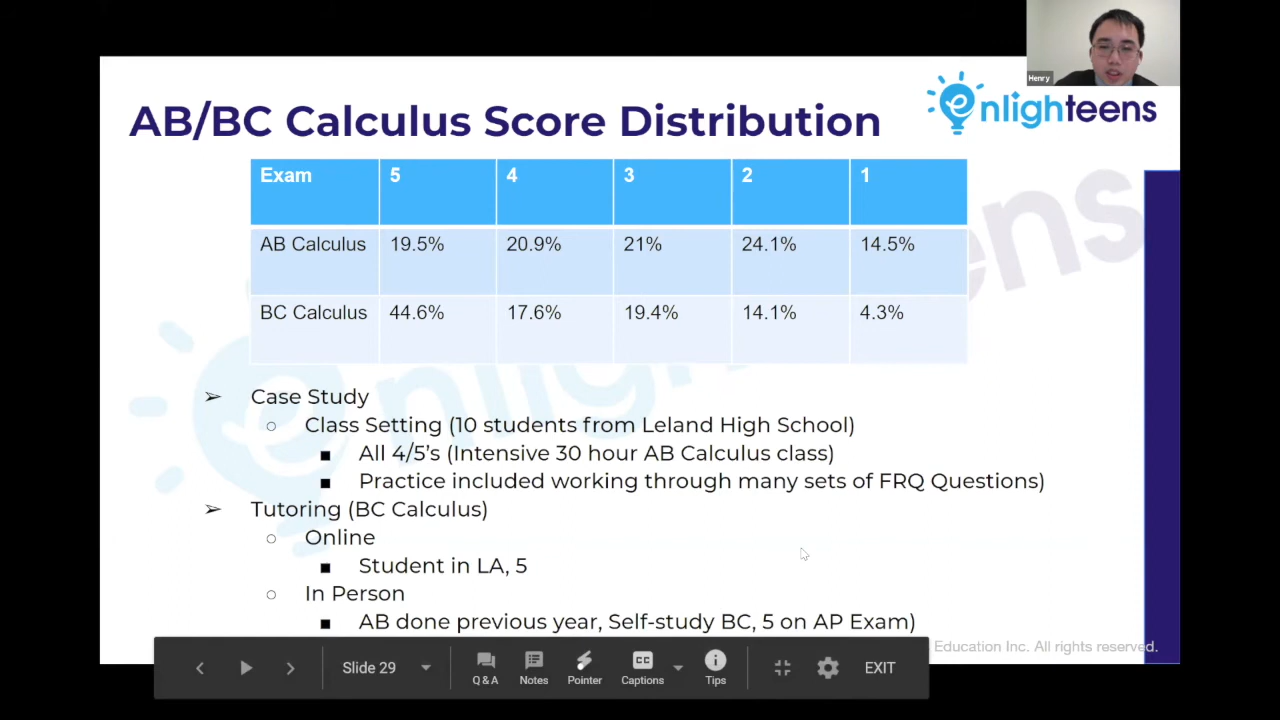 Henry
enlighteens
AB/BC Calculus Score Distribution
Exam 5 4 3 2 1
AB Calculus 19.5% 20.9% 21% 24.1% 14.5%
BC Calculus 44.6% 17.6% 19.4% 14.1% 4.3%
➢ Case Study
○ Class Setting (10 students from Leland High School)
■ All 4/5's (Intensive 30 hour AB Calculus class)
■ Practice included working through many sets of FRQ Questions)
➢ Tutoring (BC Calculus)
○ Online
■ Student in LA, 5
○ In Person
■ AB done previous year, Self-study BC, 5 on AP Exam)
Education Inc. All rights reserved.
Slide 29
Q & A
Notes
Pointer
CC
Captions
Tips
EXIT